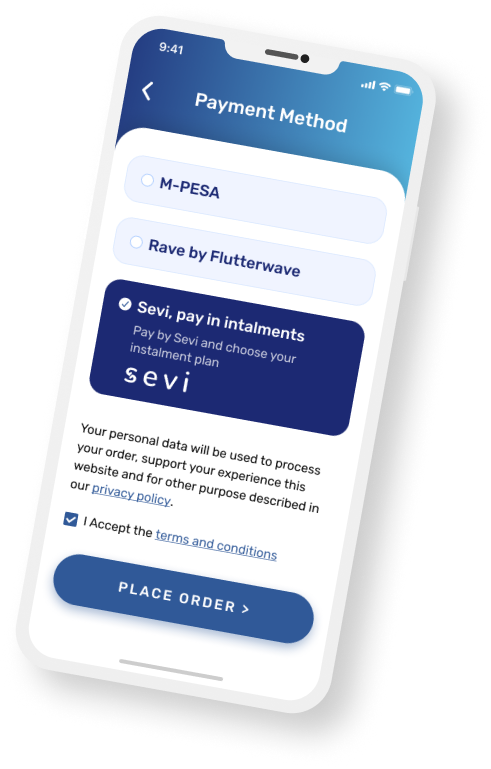 9:41
Payment Method
M-PESA
Rave by Flutterwave
Sevi, pay in intalments
Pay by Sevi and choose your
instalment plan
sevi
Your personal data will be used to process
your order, support your experience this
website and for other purpose described in
our privacy policy.
I Accept the terms and conditions
PLACE ORDER >